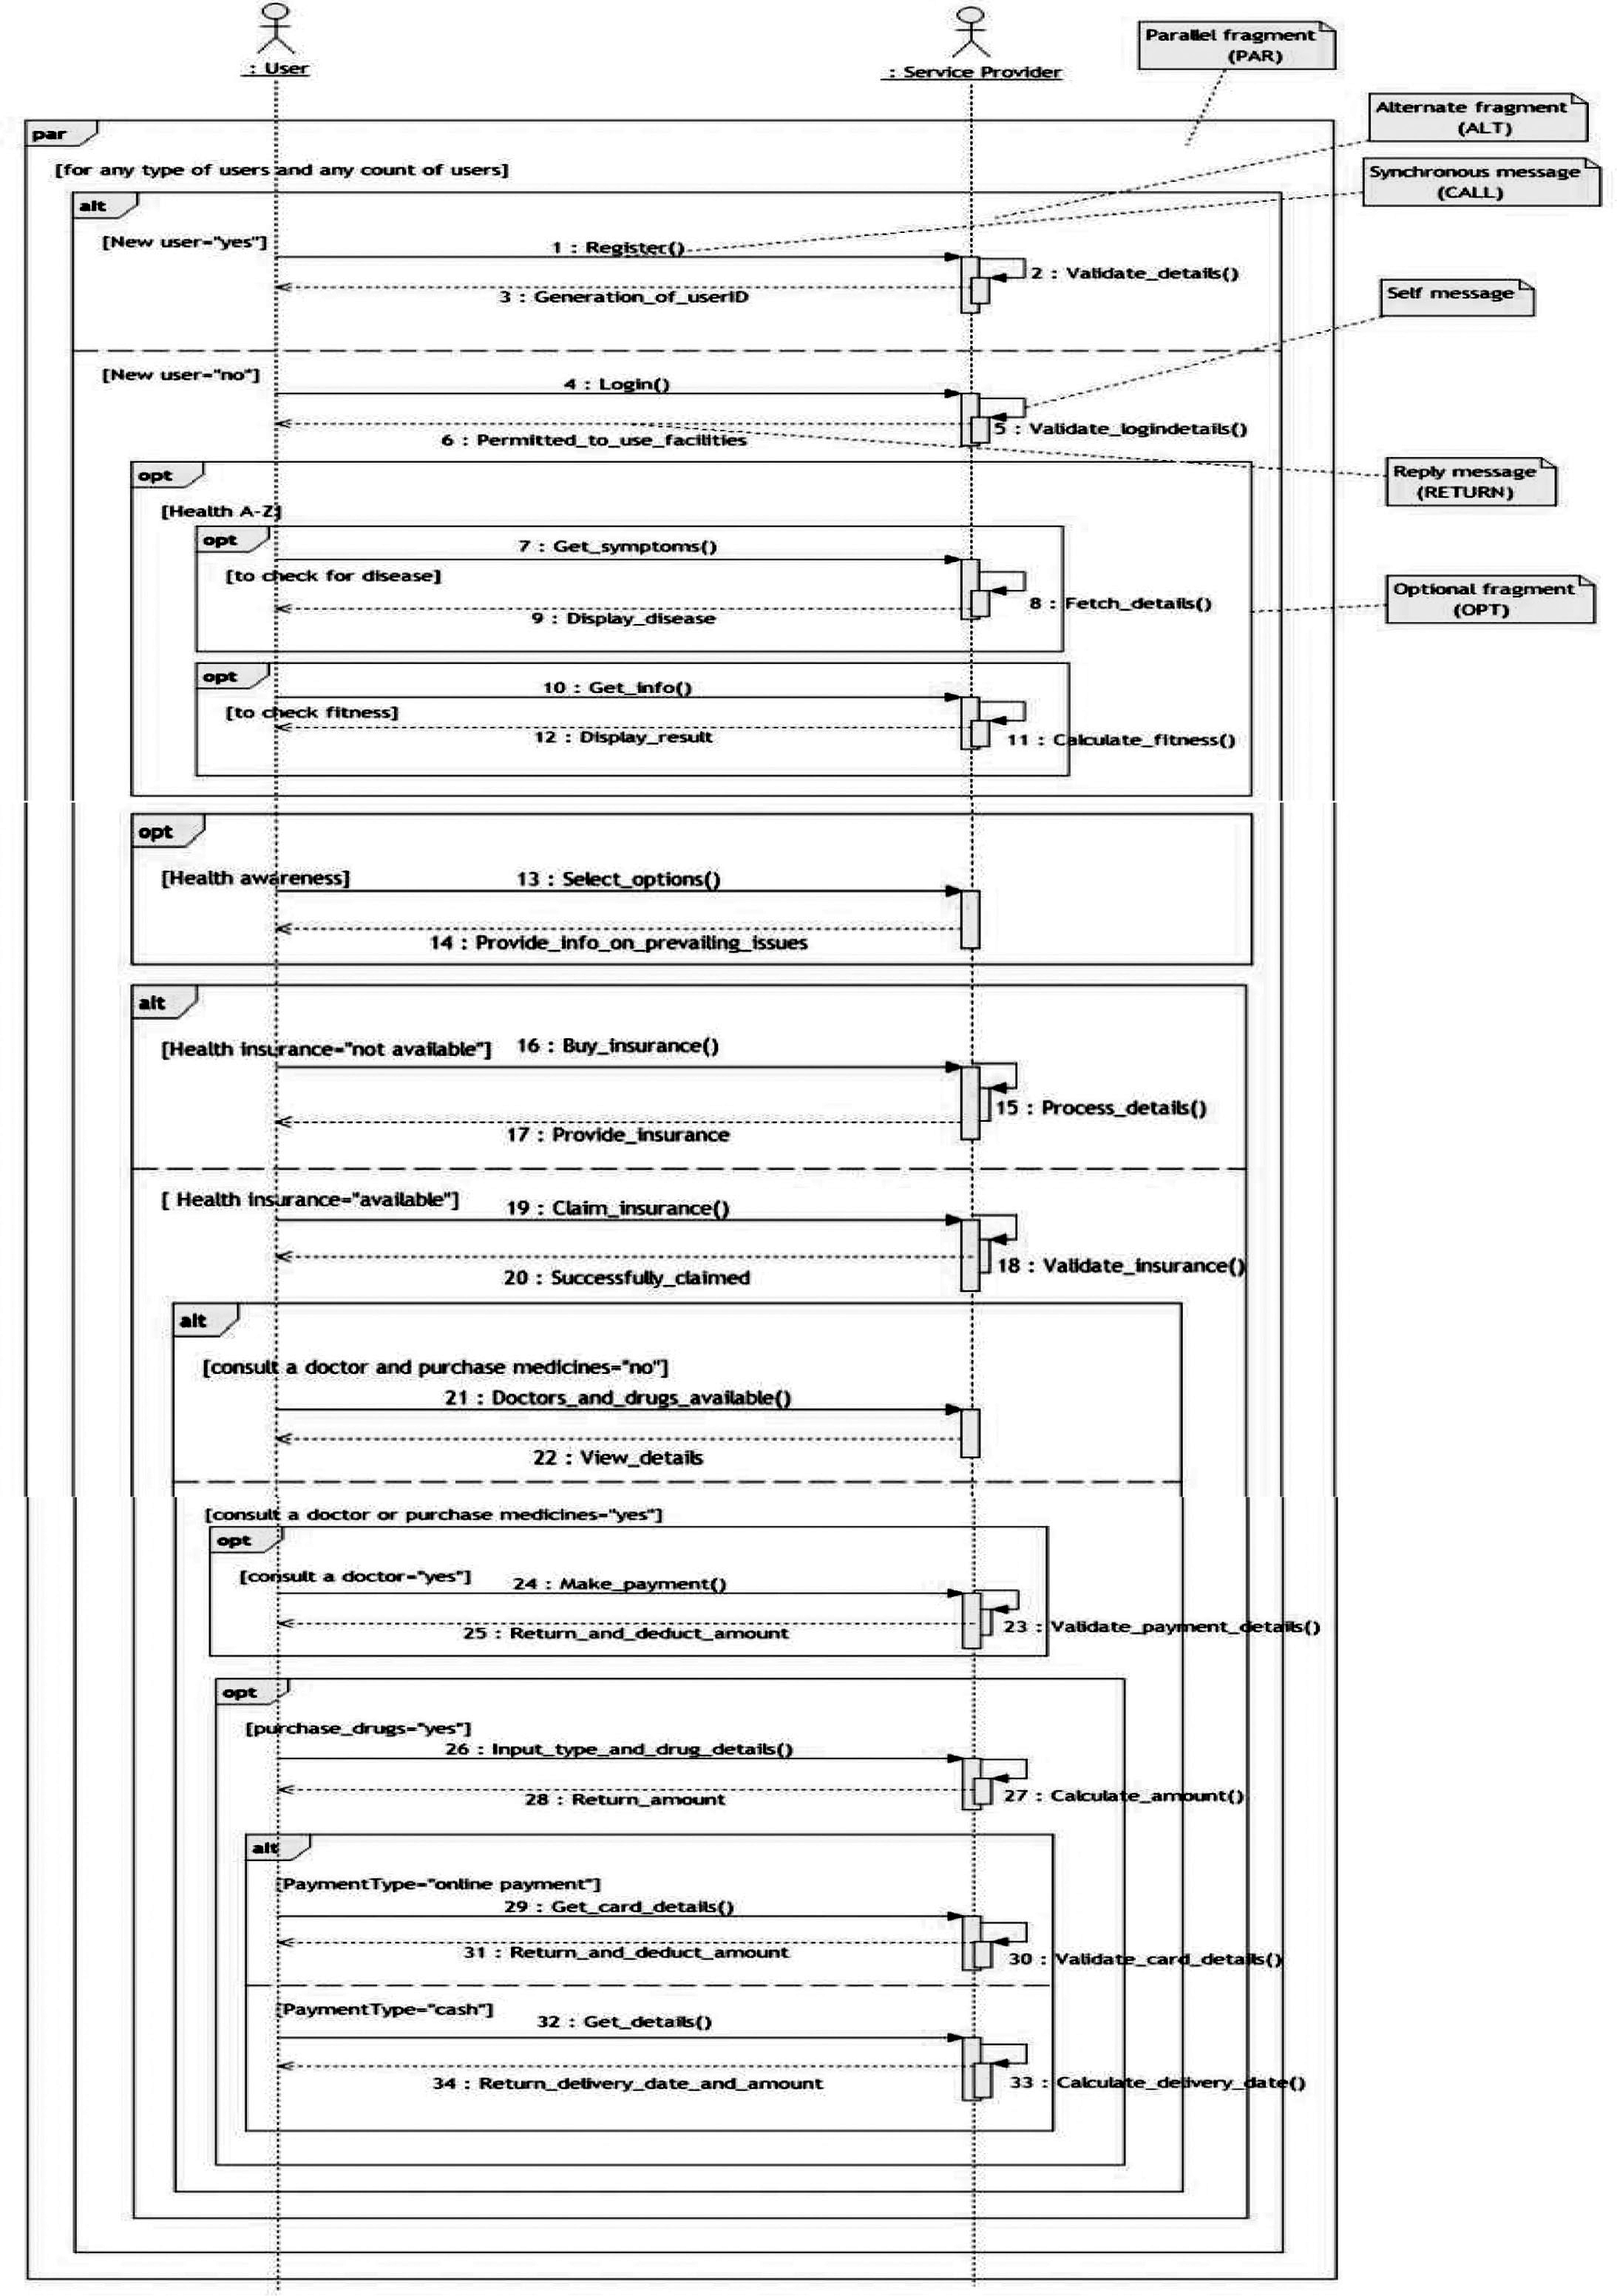 : User
: Service Provider
Parallel fragment
(PAR)
Alternate fragment
(ALT)
par
Synchronous message
(CALL)
[for any type of users and any count of users]
alt
[New user="yes"]
1 : Register()
2 : Validate_details()
3 : Generation_of_userID
Self message
[New user="no"]
4 : Login()
5 : Validate_logindetails()
6 : Permitted_to_use_facilities
Reply message
(RETURN)
opt
[Health A-Z]
opt
7 : Get_symptoms()
[to check for disease]
8 : Fetch_details()
9 : Display_disease
Optional fragment
(OPT)
opt
10 : Get_info()
[to check fitness]
12 : Display_result
11 : Calculate_fitness()
opt
[Health awareness]
13 : Select_options()
14 : Provide_info_on_prevailing_issues
alt
[Health insurance="not available"]
16 : Buy_insurance()
15 : Process_details()
17 : Provide_insurance
[ Health insurance="available"]
19 : Claim_insurance()
18 : Validate_insurance()
20 : Successfully_claimed
alt
[consult a doctor and purchase medicines="no"]
21 : Doctors_and_drugs_available()
22 : View_details
[consult a doctor or purchase medicines="yes"]
opt
[consult a doctor="yes"]
24 : Make_payment()
23 : Validate_payment_details()
25 : Return_and_deduct_amount
opt
[purchase_drugs="yes"]
26 : Input_type_and_drug_details()
27 : Calculate_amount()
28 : Return_amount
alt
[PaymentType="online payment"]
29 : Get_card_details()
31 : Return_and_deduct_amount
30 : Validate_card_details()
[PaymentType="cash"]
32 : Get_details()
34 : Return_delivery_date_and_amount
33 : Calculate_delivery_date()